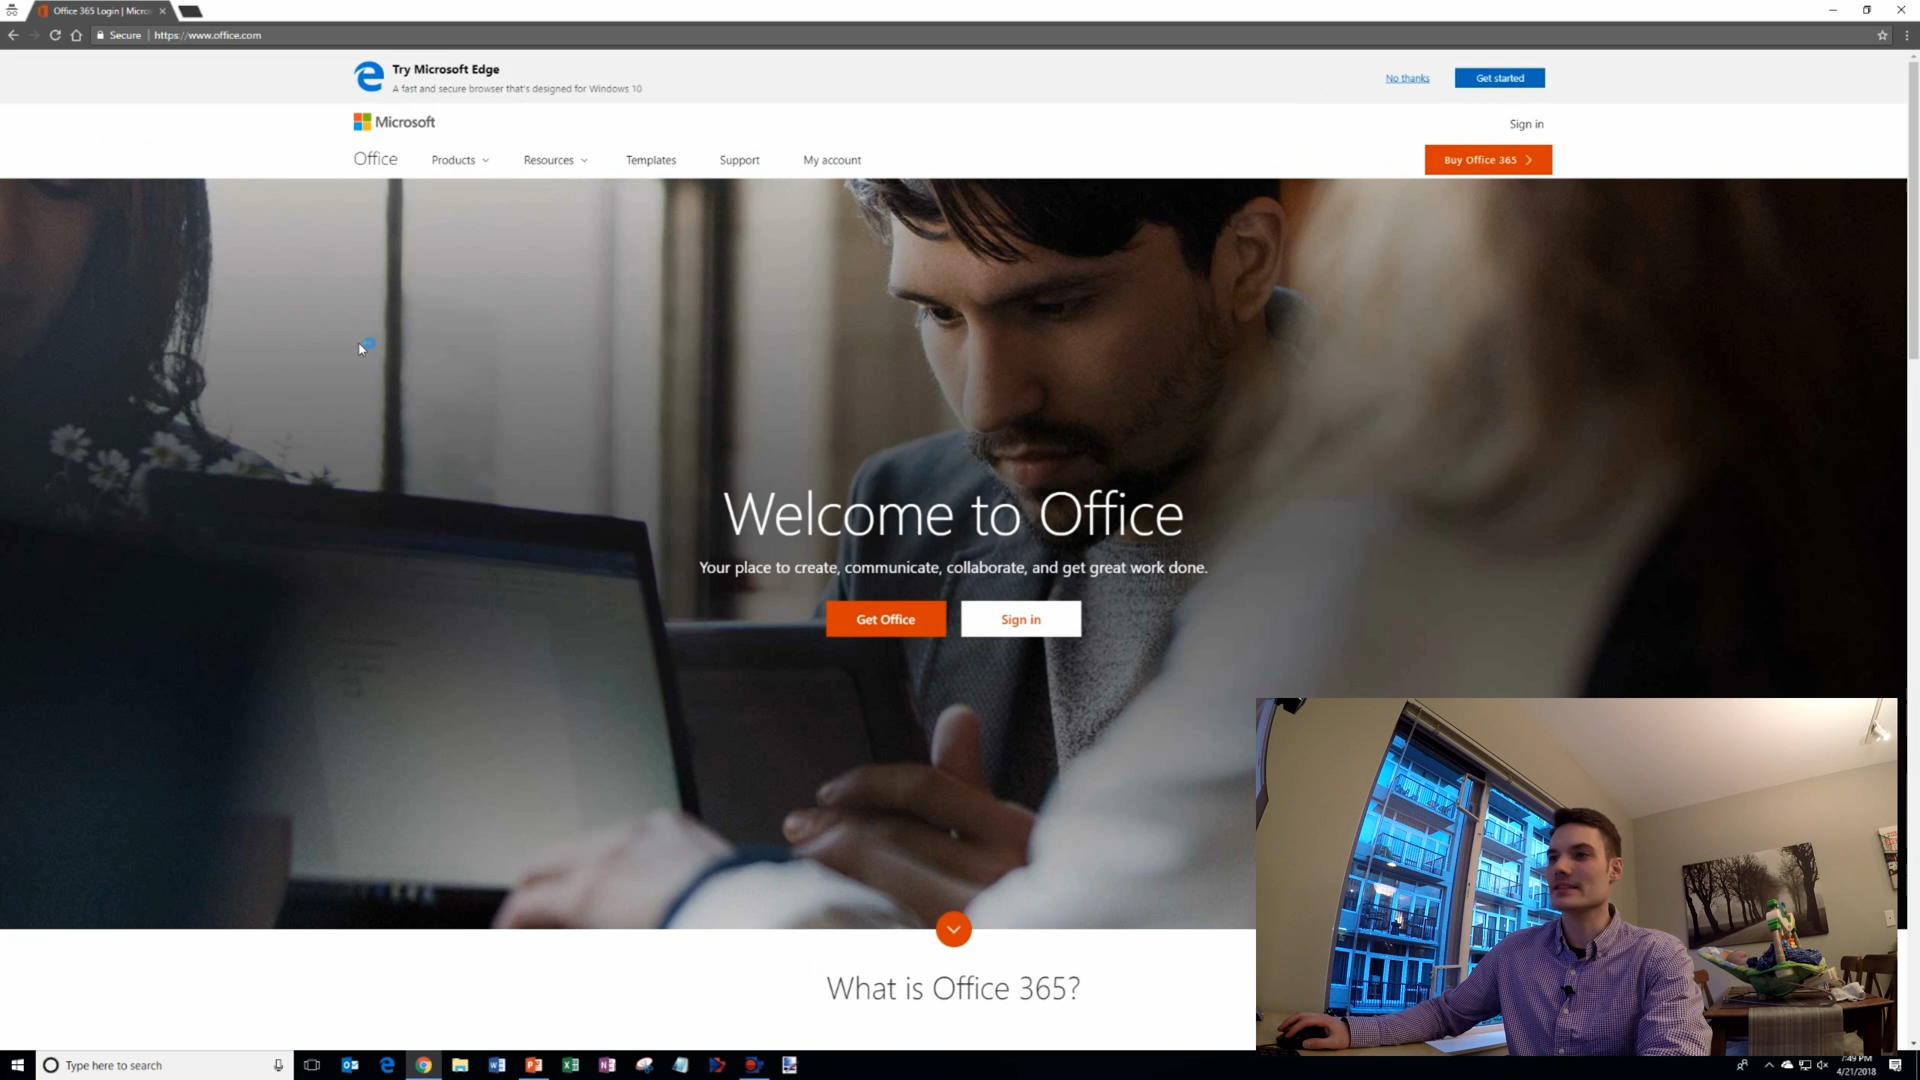 Office 365 Login | Micros
Secure
https://www.office.com
Try Microsoft Edge
A fast and secure browser that's designed for Windows 10
No thanks
Get started
Microsoft
Sign in
Office
Products
Resources
Templates
Support
My account
Buy Office 365
Welcome to Office
Your place to create, communicate, collaborate, and get great work done.
Get Office
Sign in
What is Office 365?
Type here to search
7:49 PM
4/21/2018